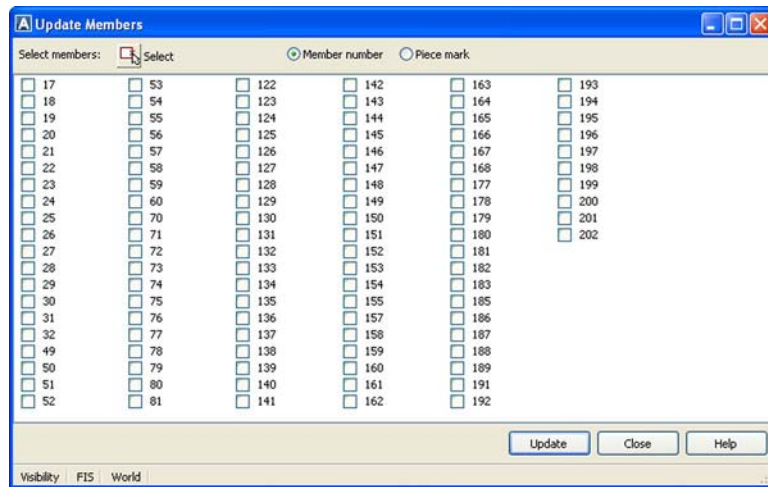 A Update Members
Select members: Select Member number Piece mark
17 53 122 142 163 193
18 54 123 143 164 194
19 55 124 144 165 195
20 56 125 145 166 196
21 57 126 146 167 197
22 58 127 147 168 198
23 59 128 148 177 199
24 60 129 149 178 200
25 70 130 150 179 201
26 71 131 151 180 202
27 72 132 152 181
28 73 133 153 182
29 74 134 154 183
30 75 135 155 185
31 76 136 157 186
32 77 137 158 187
49 78 138 159 188
50 79 139 160 189
51 80 140 161 191
52 81 141 162 192
Update Close Help
Visibility FIS World